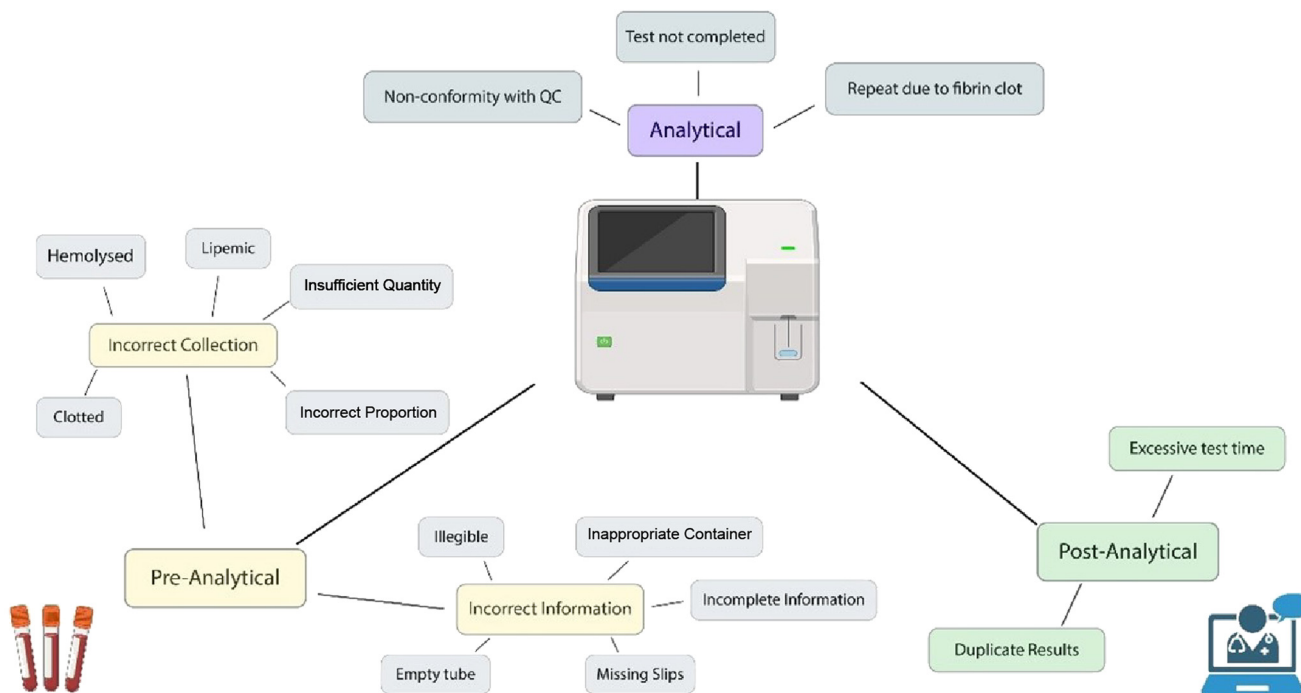 Test not completed
Non-conformity with QC
Repeat due to fibrin clot
Analytical
Hemolysed
Lipemic
Insufficient Quantity
Incorrect Collection
Clotted
Incorrect Proportion
Excessive test time
Illegible
Inappropriate Container
Pre-Analytical
Post-Analytical
Incorrect Information
Incomplete Information
Empty tube
Missing Slips
Duplicate Results